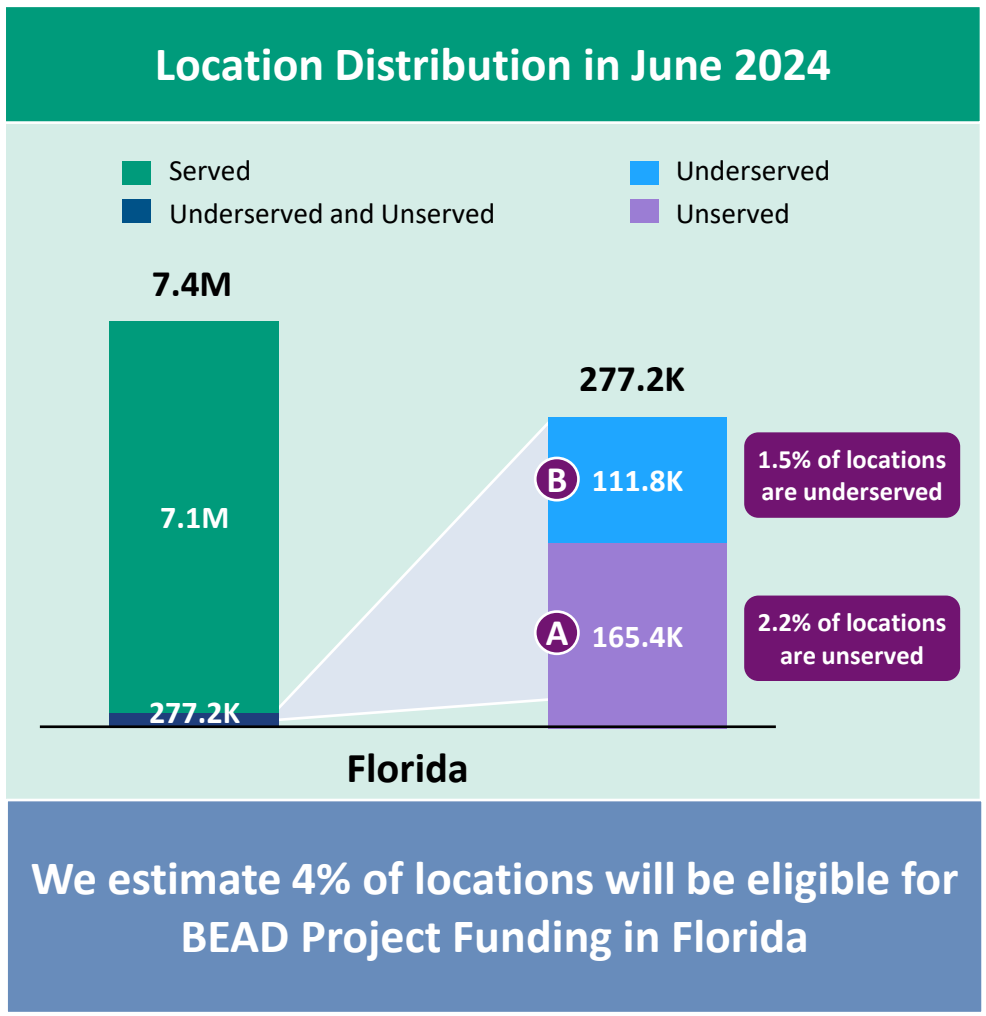 Location Distribution in June 2024
Served
Underserved
Underserved and Unserved
Unserved
7.4M
277.2K
7.1M
277.2K
B
111.8K
1.5% of locations
are underserved
A
165.4K
2.2% of locations
are unserved
Florida
We estimate 4% of locations will be eligible for
BEAD Project Funding in Florida